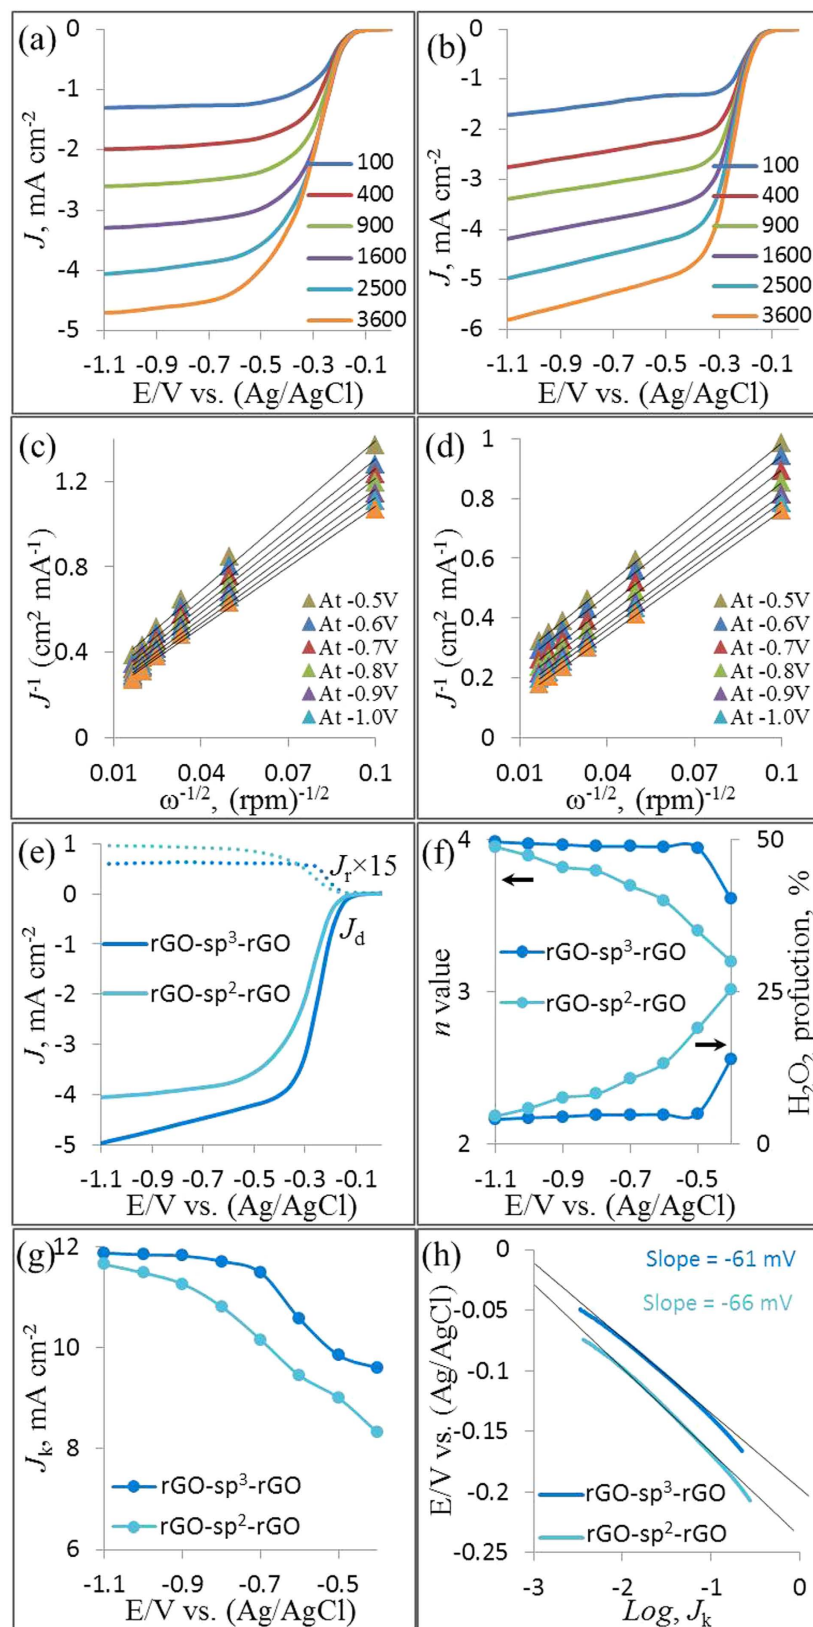 (a)
0
-1
-2
-3
-4
-5
J, mA cm⁻²
100
400
900
1600
2500
3600
-1.1 -0.9 -0.7 -0.5 -0.3 -0.1
E/V vs. (Ag/AgCl)
(b)
0
-1
-2
-3
-4
-5
-6
J, mA cm⁻²
100
400
900
1600
2500
3600
-1.1 -0.9 -0.7 -0.5 -0.3 -0.1
E/V vs. (Ag/AgCl)
(c)
1.2
0.8
0.4
0
J⁻¹ (cm² mA⁻¹)
At -0.5V
At -0.6V
At -0.7V
At -0.8V
At -0.9V
At -1.0V
0.01 0.04 0.07 0.1
ω⁻¹/², (rpm)⁻¹/²
(d)
1
0.8
0.6
0.4
0.2
0
J⁻¹ (cm² mA⁻¹)
At -0.5V
At -0.6V
At -0.7V
At -0.8V
At -0.9V
At -1.0V
0.01 0.04 0.07 0.1
ω⁻¹/², (rpm)⁻¹/²
(e)
1
0
-1
-2
-3
-4
-5
J, mA cm⁻²
Jr×15
Jd
rGO-sp³-rGO
rGO-sp²-rGO
-1.1 -0.9 -0.7 -0.5 -0.3 -0.1
E/V vs. (Ag/AgCl)
(f)
4
3
2
n value
50
25
0
H₂O₂ profuction, %
rGO-sp³-rGO
rGO-sp²-rGO
-1.1 -0.9 -0.7 -0.5
E/V vs. (Ag/AgCl)
(g)
12
10
8
6
Jk, mA cm⁻²
rGO-sp³-rGO
rGO-sp²-rGO
-1.1 -0.9 -0.7 -0.5
E/V vs. (Ag/AgCl)
(h)
0
-0.05
-0.1
-0.15
-0.2
-0.25
E/V vs. (Ag/AgCl)
Slope = -61 mV
Slope = -66 mV
rGO-sp³-rGO
rGO-sp²-rGO
-3 -2 -1 0
Log, Jk